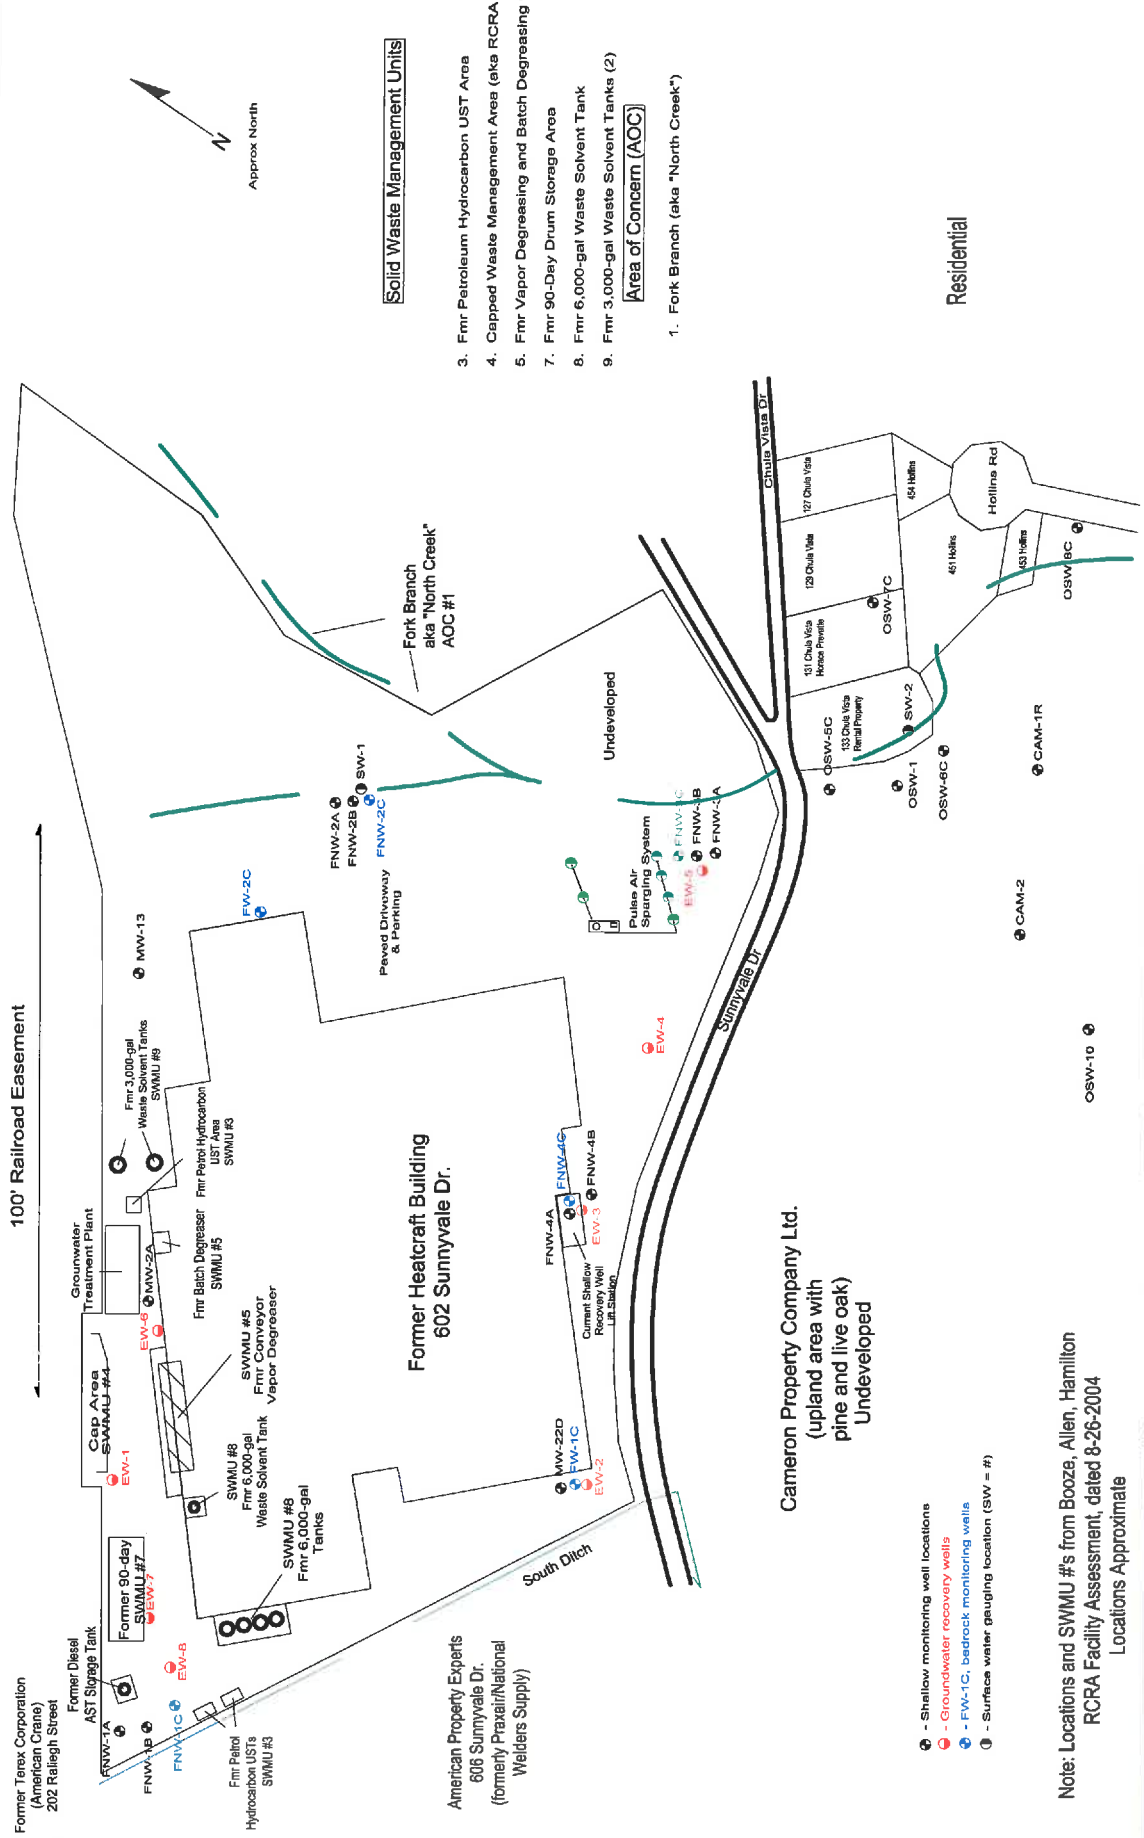 100' Railroad Easement
N
Approx North
Solid Waste Management Units
3. Fmr Petroleum Hydrocarbon UST Area
4. Capped Waste Management Area (aka RCRA
5. Fmr Vapor Degreasing and Batch Degreasing
7. Fmr 90-Day Drum Storage Area
8. Fmr 6,000-gal Waste Solvent Tank
9. Fmr 3,000-gal Waste Solvent Tanks (2)
Area of Concern (AOC)
1. Fork Branch (aka "North Creek")
Residential
Former Terex Corporation
(American Crane)
202 Raliegh Street
Former Diesel
AST Storage Tank
FNW-1A
FNW-1B
FNW-1C
Former 90-day
SWMU #7
EW-7
EW-8
Fmr Petrol
Hydrocarbon USTs
SWMU #3
EW-1
Cap Area
SWMU #4
EW-6
MW-2A
Grounwater
Treatment Plant
Fmr Batch Degreaser
SWMU #5
Fmr Petrol Hydrocarbon
UST Area
SWMU #3
Fmr 3,000-gal
Waste Solvent Tanks
SWMU #9
MW-13
FW-2C
SWMU #5
Fmr Conveyor
Vapor Degreaser
SWMU #8
Fmr 6,000-gal
Waste Solvent Tank
SWMU #8
Fmr 6,000-gal
Tanks
FNW-2A
FNW-2B
SW-1
FNW-2C
Paved Driveway
& Parking
Fork Branch
aka "North Creek"
AOC #1
Former Heatcraft Building
602 Sunnyvale Dr.
Undeveloped
Pulse Air
Sparging System
EW-5
FNW-3B
FNW-3A
EW-4
FNW-4A
FNW-4C
FNW-4B
EW-3
Current Shallow
Recovery Well
Lift Station
MW-22D
FW-1C
EW-2
South Ditch
American Property Experts
606 Sunnyvale Dr.
(formerly Praxair/National
Welders Supply)
Sunnyvale Dr
Chula Vista Dr
127 Chula Vista
129 Chula Vista
131 Chula Vista
Horace Prevatte
133 Chula Vista
Rental Property
454 Hollins
451 Hollins
453 Hollins
Hollins Rd
OSW-5C
OSW-7C
SW-2
OSW-1
OSW-6C
OSW-8C
CAM-1R
CAM-2
OSW-10
Cameron Property Company Ltd.
(upland area with
pine and live oak)
Undeveloped
- Shallow monitoring well locations
- Groundwater recovery wells
- FW-1C, bedrock monitoring wells
- Surface water gauging location (SW = #)
Note: Locations and SWMU #'s from Booze, Allen, Hamilton
RCRA Facility Assessment, dated 8-26-2004
Locations Approximate